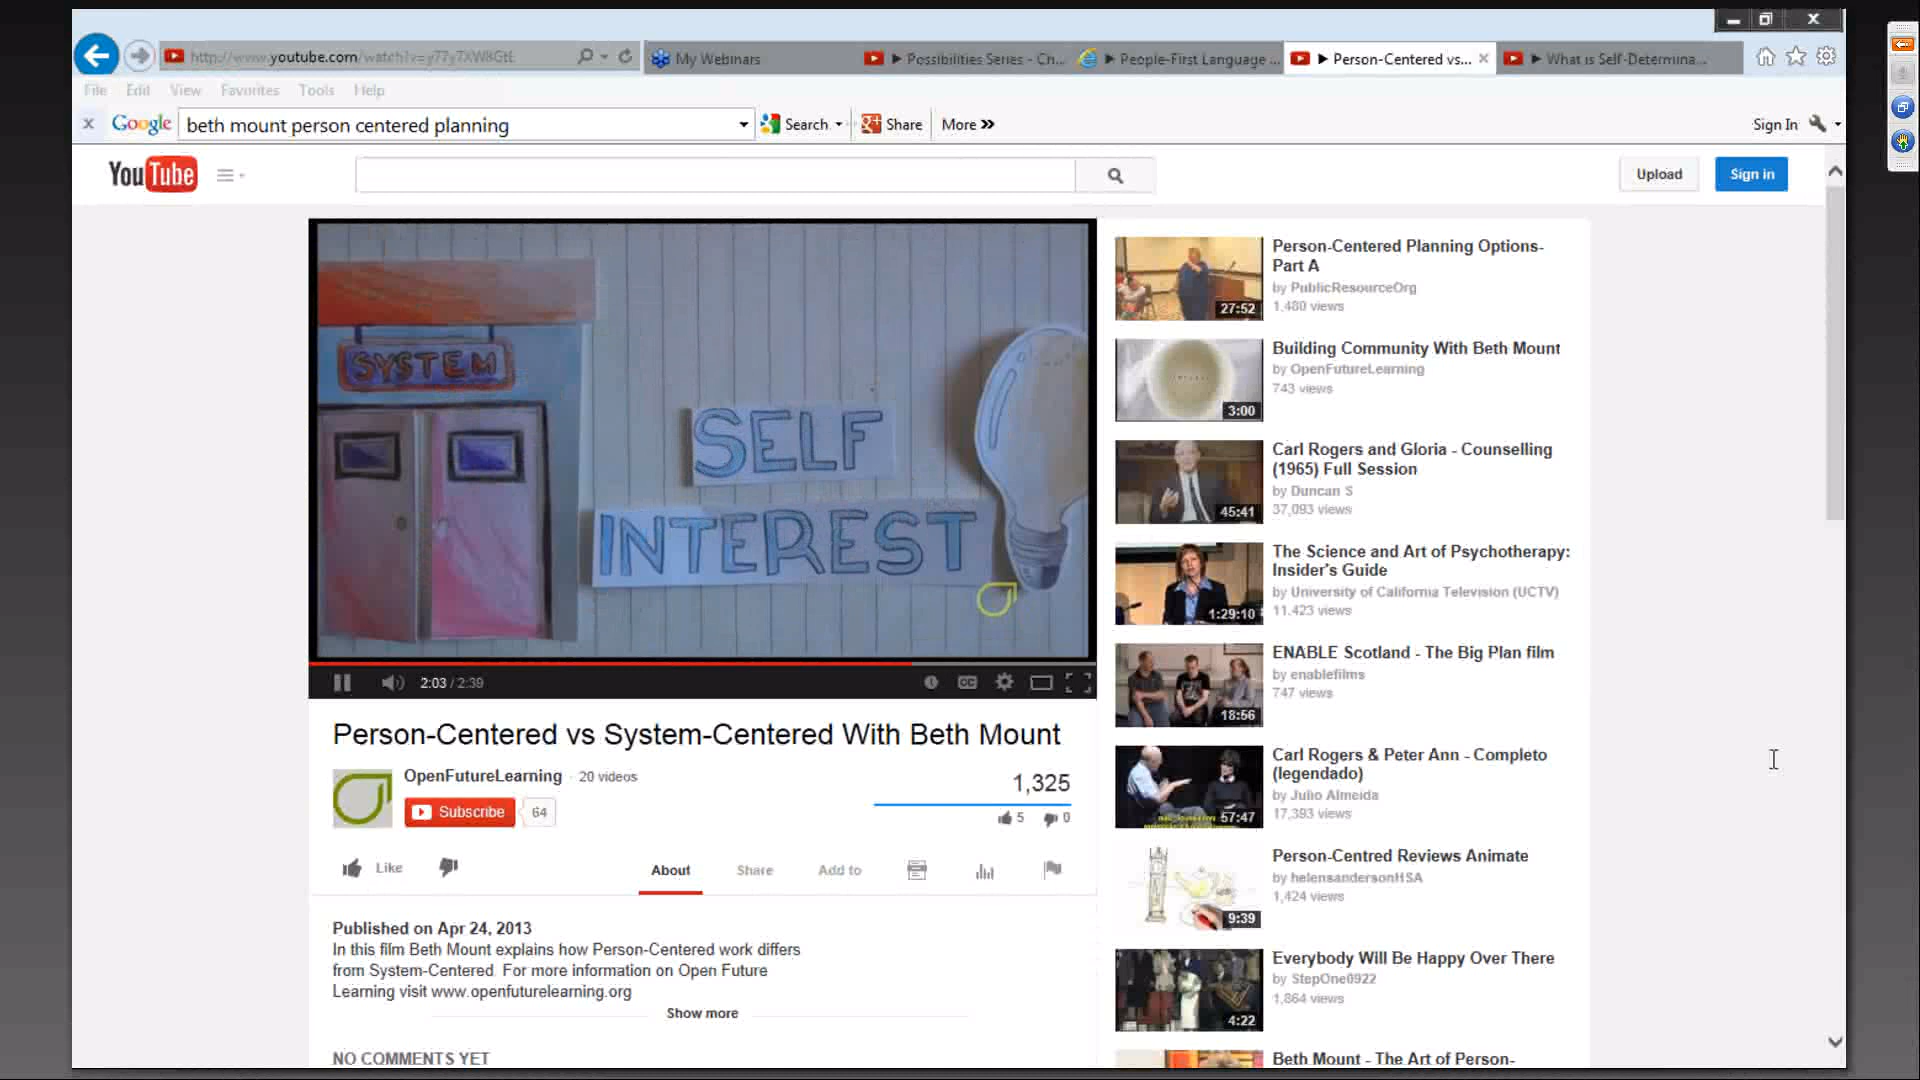 http://www.youtube.com/watch?v=
My Webinars
Possibilities Series - Ch...
People-First Language ...
Person-Centered vs...
What is Self-Determina...
File Edit View Favorites Tools Help
x Google beth mount person centered planning Search Share More »
Sign In
YouTube
Upload
Sign in
SYSTEM
SELF
INTEREST
2:03 / 2:39
CC
Person-Centered vs System-Centered With Beth Mount
OpenFutureLearning · 20 videos
Subscribe 64
1,325
5 0
Like
About Share Add to
Published on Apr 24, 2013
In this film Beth Mount explains how Person-Centered work differs
from System-Centered. For more information on Open Future
Learning visit www.openfuturelearning.org
Show more
NO COMMENTS YET
27:52
Person-Centered Planning Options-
Part A
by PublicResourceOrg
1,480 views
3:00
Building Community With Beth Mount
by OpenFutureLearning
743 views
45:41
Carl Rogers and Gloria - Counselling
(1965) Full Session
by Duncan S
37,093 views
1:29:10
The Science and Art of Psychotherapy:
Insider's Guide
by University of California Television (UCTV)
11,423 views
18:56
ENABLE Scotland - The Big Plan film
by enablefilms
747 views
57:47
Carl Rogers & Peter Ann - Completo
(legendado)
by Julio Almeida
17,393 views
9:39
Person-Centred Reviews Animate
by helensandersonHSA
1,424 views
4:22
Everybody Will Be Happy Over There
by StepOne0922
1,864 views
Beth Mount - The Art of Person-